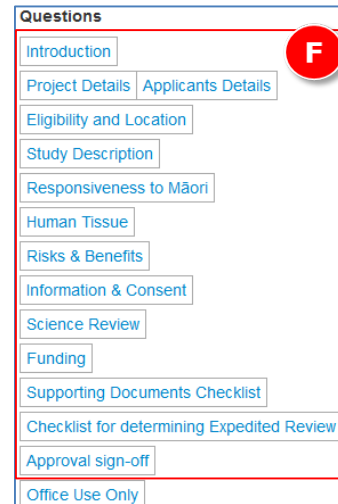 Questions
Introduction
F
Project Details Applicants Details
Eligibility and Location
Study Description
Responsiveness to Māori
Human Tissue
Risks & Benefits
Information & Consent
Science Review
Funding
Supporting Documents Checklist
Checklist for determining Expedited Review
Approval sign-off
Office Use Only